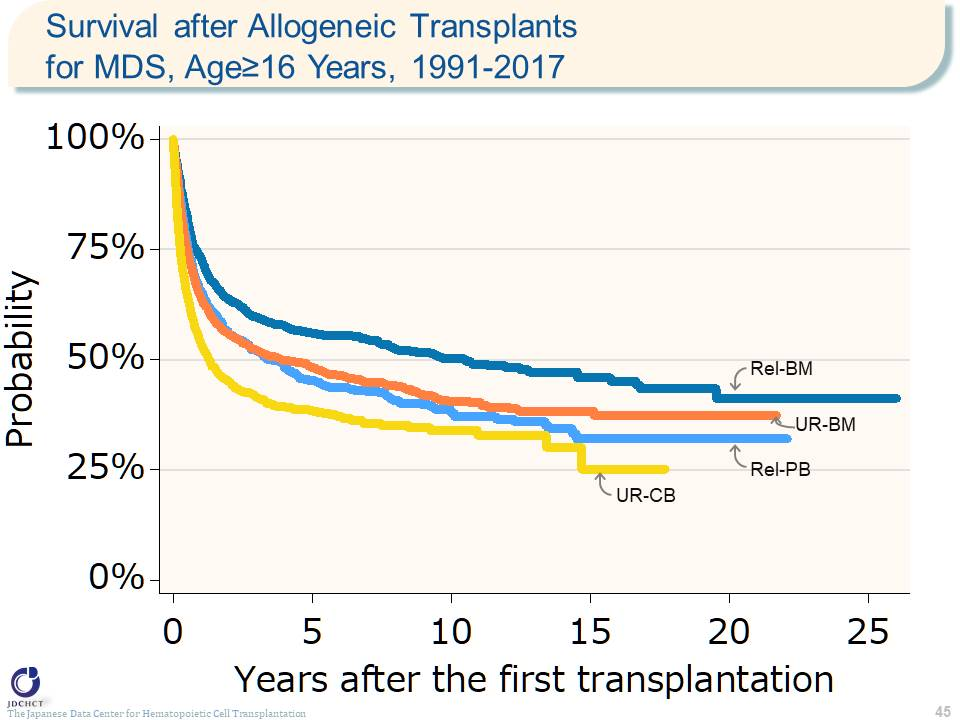 Survival after Allogeneic Transplants
for MDS, Age≥16 Years, 1991-2017
Probability
100%
75%
50%
25%
0%
Rel-BM
UR-BM
Rel-PB
UR-CB
0 5 10 15 20 25
Years after the first transplantation
JDCHCT
The Japanese Data Center for Hematopoietic Cell Transplantation
45